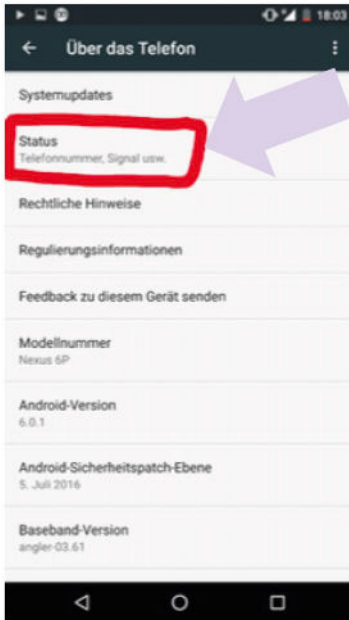 18:03
Über das Telefon
Systemupdates
Status
Telefonnummer, Signal usw.
Rechtliche Hinweise
Regulierungsinformationen
Feedback zu diesem Gerät senden
Modellnummer
Nexus 6P
Android-Version
6.0.1
Android-Sicherheitspatch-Ebene
5. Juli 2016
Baseband-Version
angler-03.61